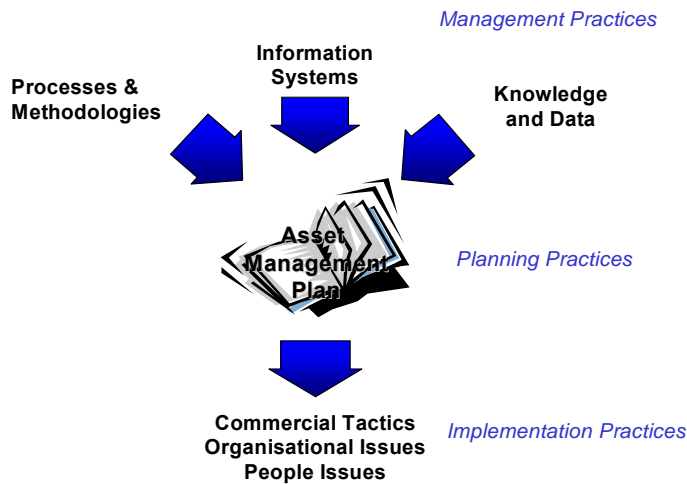 Management Practices
Information
Systems
Processes &
Methodologies
Knowledge
and Data
Asset
Management
Plan
Planning Practices
Commercial Tactics
Organisational Issues
People Issues
Implementation Practices